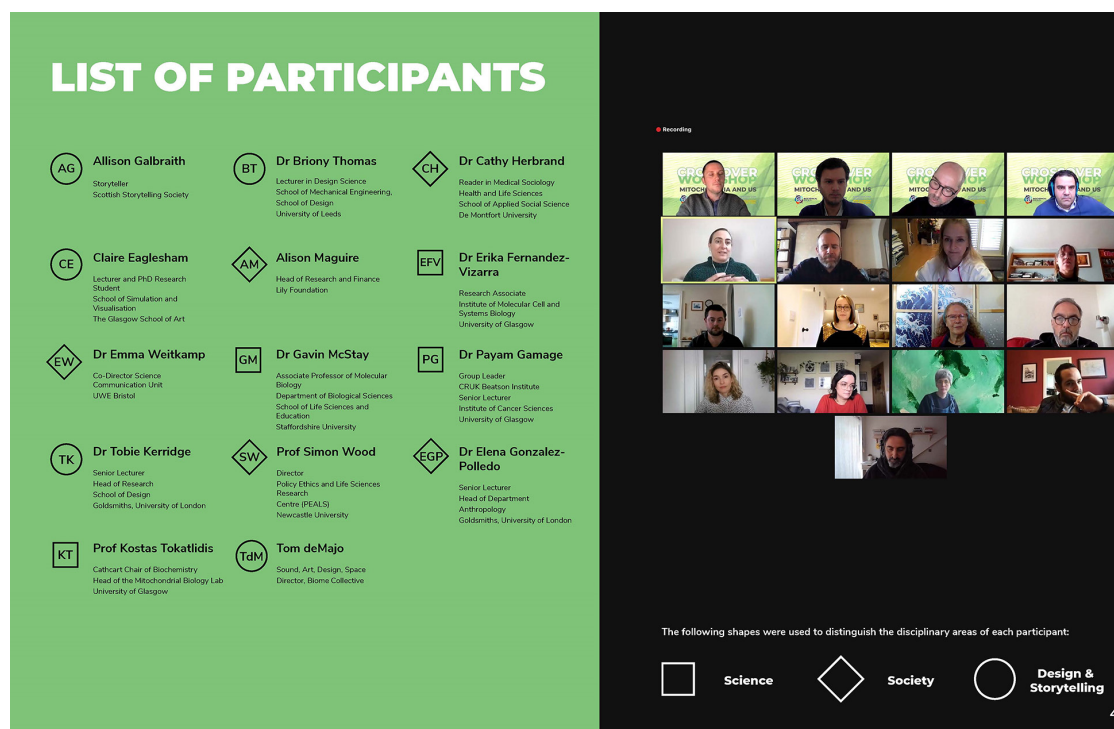 LIST OF PARTICIPANTS
AG
Allison Galbraith
Storyteller
Scottish Storytelling Society
BT
Dr Briony Thomas
Lecturer in Design Science
School of Mechanical Engineering,
School of Design
University of Leeds
CH
Dr Cathy Herbrand
Reader in Medical Sociology
Health and Life Sciences
School of Applied Social Science
De Montfort University
CE
Claire Eaglesham
Lecturer and PhD Research
Student
School of Simulation and
Visualisation
The Glasgow School of Art
AM
Alison Maguire
Head of Research and Finance
Lily Foundation
EFV
Dr Erika Fernandez-
Vizarra
Research Associate
Institute of Molecular Cell and
Systems Biology
University of Glasgow
EW
Dr Emma Weitkamp
Co-Director Science
Communication Unit
UWE Bristol
GM
Dr Gavin McStay
Associate Professor of Molecular
Biology
Department of Biological Sciences
School of Life Sciences and
Education
Staffordshire University
PG
Dr Payam Gamage
Group Leader
CRUK Beatson Institute
Senior Lecturer
Institute of Cancer Sciences
University of Glasgow
TK
Dr Tobie Kerridge
Senior Lecturer
Head of Research
School of Design
Goldsmiths, University of London
SW
Prof Simon Wood
Director
Policy Ethics and Life Sciences
Research
Centre (PEALS)
Newcastle University
EGP
Dr Elena Gonzalez-
Polledo
Senior Lecturer
Head of Department
Anthropology
Goldsmiths, University of London
KT
Prof Kostas Tokatlidis
Cathcart Chair of Biochemistry
Head of the Mitochondrial Biology Lab
University of Glasgow
TdM
Tom deMajo
Sound, Art, Design, Space
Director, Biome Collective
Recording
The following shapes were used to distinguish the disciplinary areas of each participant:
Science
Society
Design &
Storytelling